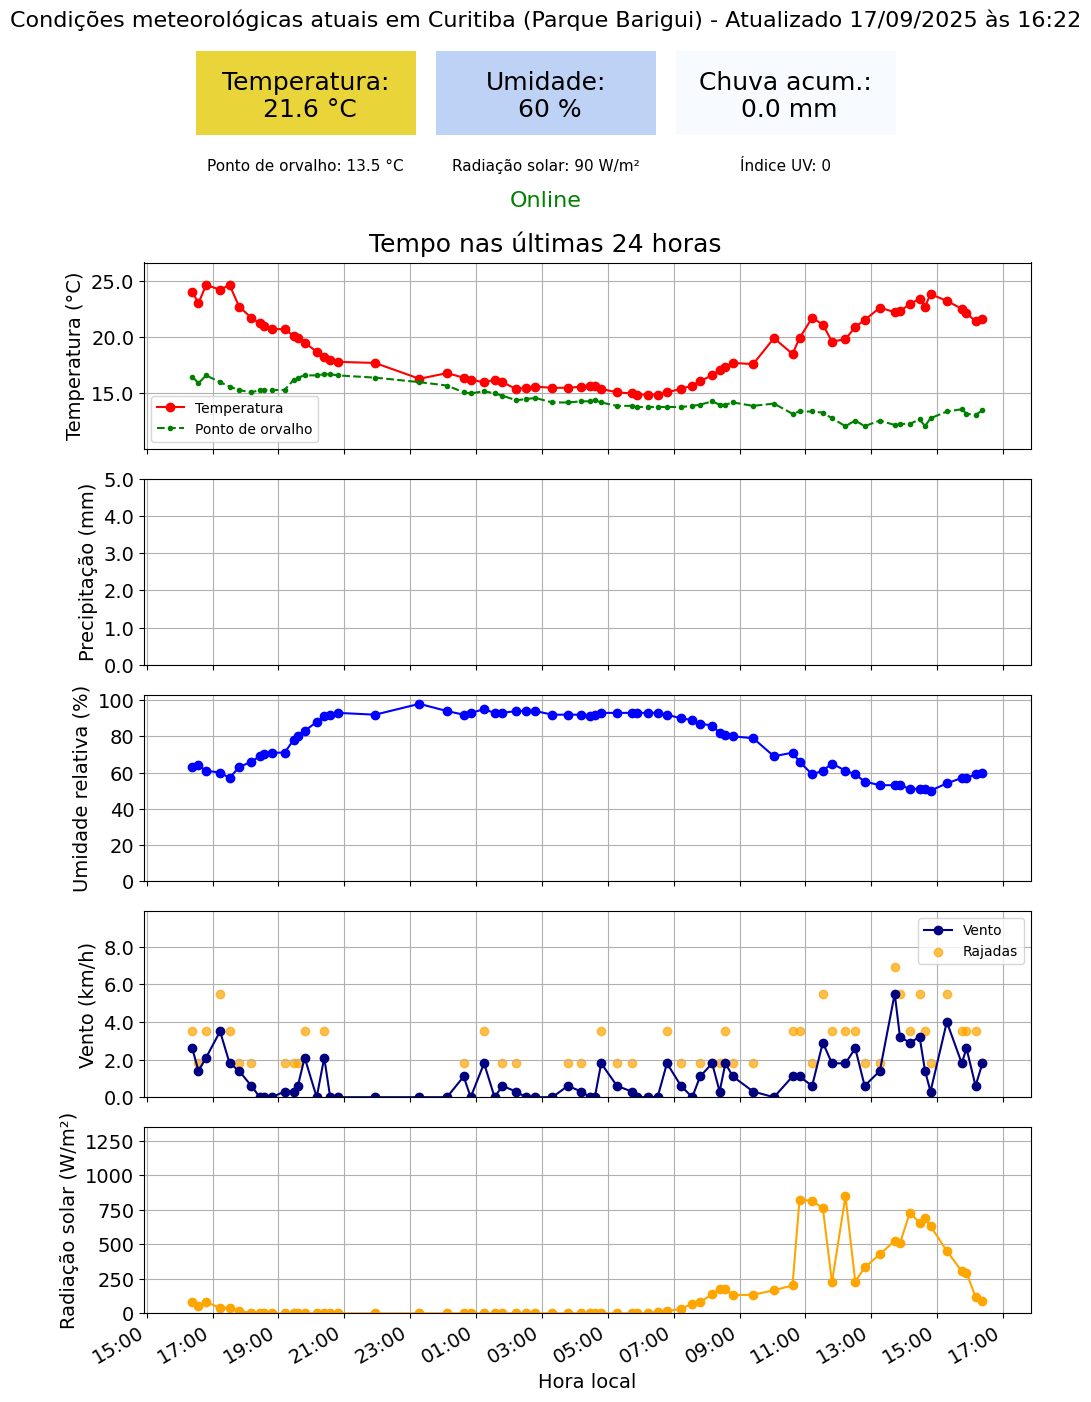 Condições meteorológicas atuais em Curitiba (Parque Barigui) - Atualizado 17/09/2025 às 16:22
Temperatura:
21.6 °C
Umidade:
60 %
Chuva acum.:
0.0 mm
Ponto de orvalho: 13.5 °C
Radiação solar: 90 W/m²
Índice UV: 0
Online
Tempo nas últimas 24 horas
Temperatura (°C)
25.0
20.0
15.0
Temperatura
Ponto de orvalho
Precipitação (mm)
5.0
4.0
3.0
2.0
1.0
0.0
Umidade relativa (%)
100
80
60
40
20
0
Vento (km/h)
8.0
6.0
4.0
2.0
0.0
Vento
Rajadas
Radiação solar (W/m²)
1250
1000
750
500
250
0
15:00 17:00 19:00 21:00 23:00 01:00 03:00 05:00 07:00 09:00 11:00 13:00 15:00 17:00
Hora local